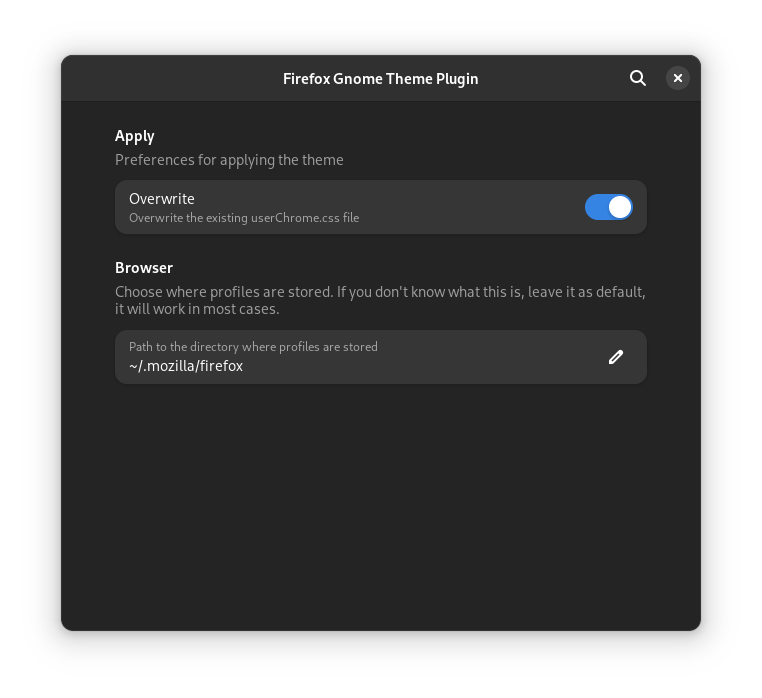 Firefox Gnome Theme Plugin
Apply
Preferences for applying the theme
Overwrite
Overwrite the existing userChrome.css file
Browser
Choose where profiles are stored. If you don't know what this is, leave it as default,
it will work in most cases.
Path to the directory where profiles are stored
~/.mozilla/firefox